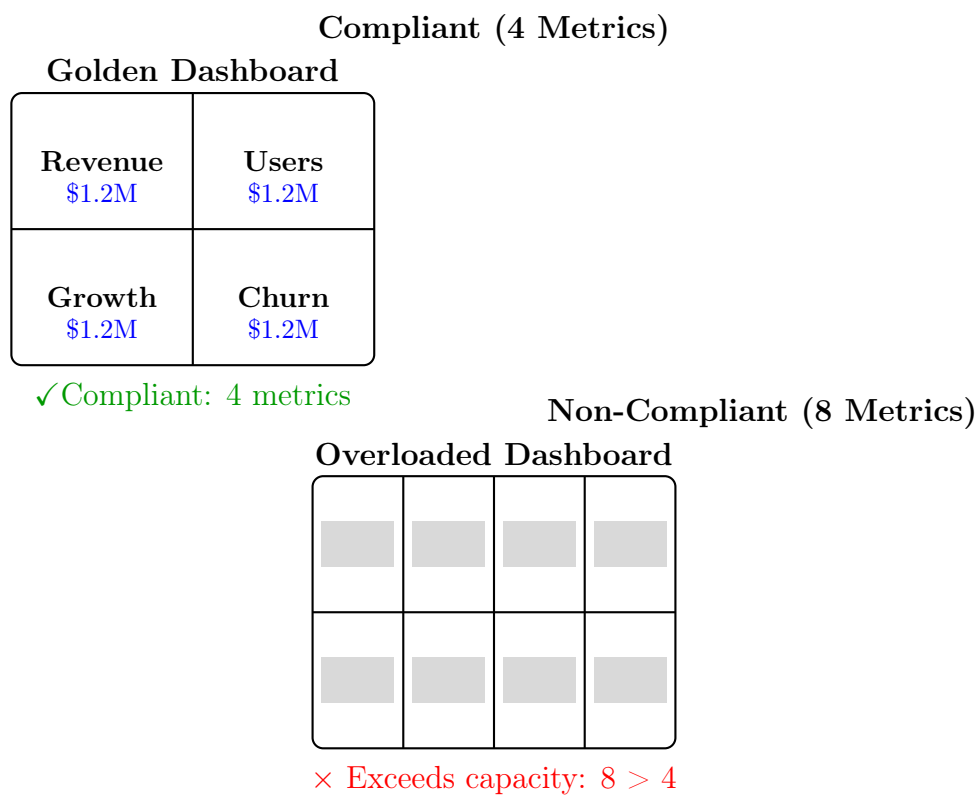 Compliant (4 Metrics)
Golden Dashboard
Revenue
$1.2M
Users
$1.2M
Growth
$1.2M
Churn
$1.2M
✓Compliant: 4 metrics
Non-Compliant (8 Metrics)
Overloaded Dashboard
× Exceeds capacity: 8 > 4